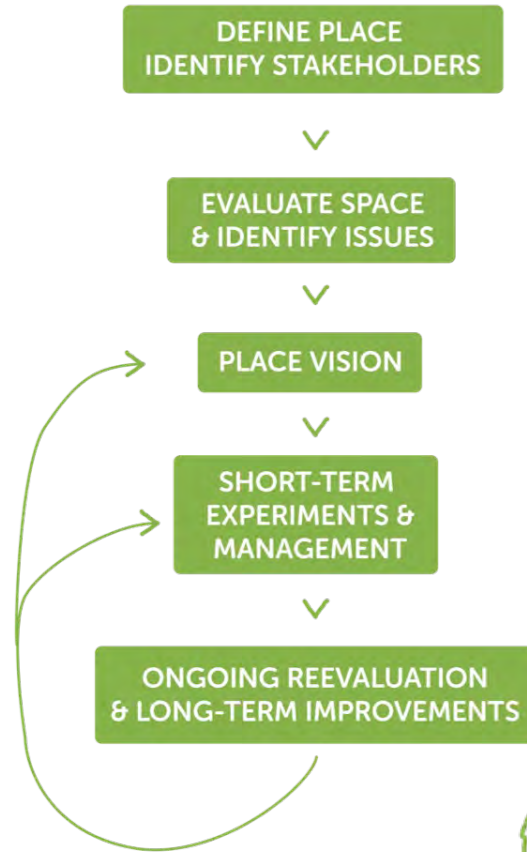 DEFINE PLACE
IDENTIFY STAKEHOLDERS
EVALUATE SPACE
& IDENTIFY ISSUES
PLACE VISION
SHORT-TERM
EXPERIMENTS &
MANAGEMENT
ONGOING REEVALUATION
& LONG-TERM IMPROVEMENTS